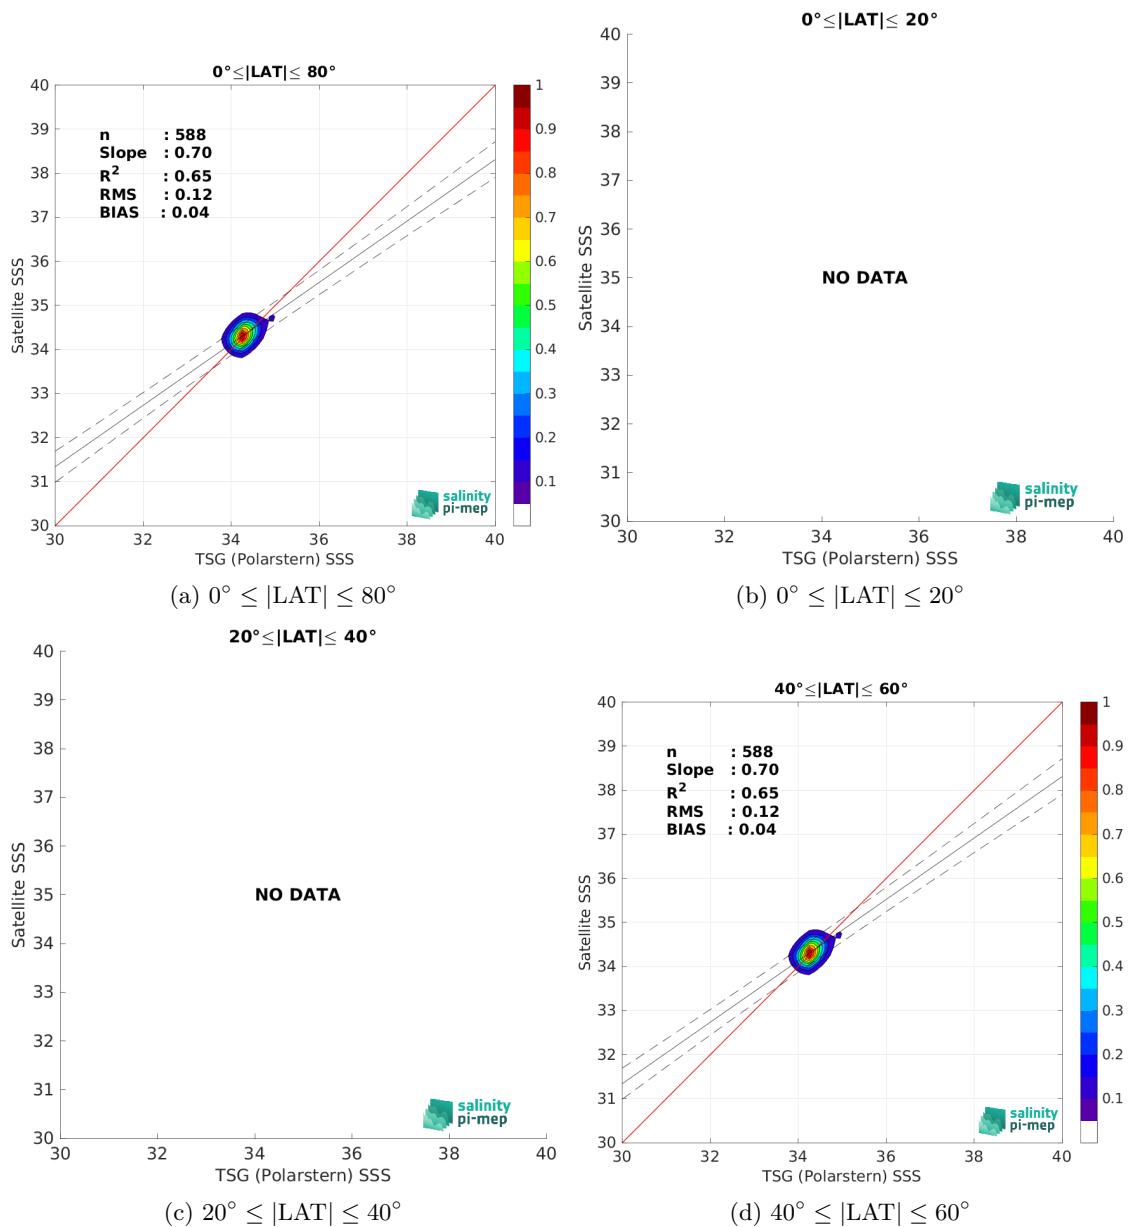 0°≤|LAT|≤ 80°
40
39
38
37
36
35
34
33
32
31
30
Satellite SSS
n : 588
Slope : 0.70
R² : 0.65
RMS : 0.12
BIAS : 0.04
salinity
pi-mep
30 32 34 36 38 40
TSG (Polarstern) SSS
1
0.9
0.8
0.7
0.6
0.5
0.4
0.3
0.2
0.1
(a) 0° ≤ |LAT| ≤ 80°
0°≤|LAT|≤ 20°
40
39
38
37
36
35
34
33
32
31
30
Satellite SSS
NO DATA
salinity
pi-mep
30 32 34 36 38 40
TSG (Polarstern) SSS
(b) 0° ≤ |LAT| ≤ 20°
20°≤|LAT|≤ 40°
40
39
38
37
36
35
34
33
32
31
30
Satellite SSS
NO DATA
salinity
pi-mep
30 32 34 36 38 40
TSG (Polarstern) SSS
(c) 20° ≤ |LAT| ≤ 40°
40°≤|LAT|≤ 60°
40
39
38
37
36
35
34
33
32
31
30
Satellite SSS
n : 588
Slope : 0.70
R² : 0.65
RMS : 0.12
BIAS : 0.04
salinity
pi-mep
30 32 34 36 38 40
TSG (Polarstern) SSS
1
0.9
0.8
0.7
0.6
0.5
0.4
0.3
0.2
0.1
(d) 40° ≤ |LAT| ≤ 60°